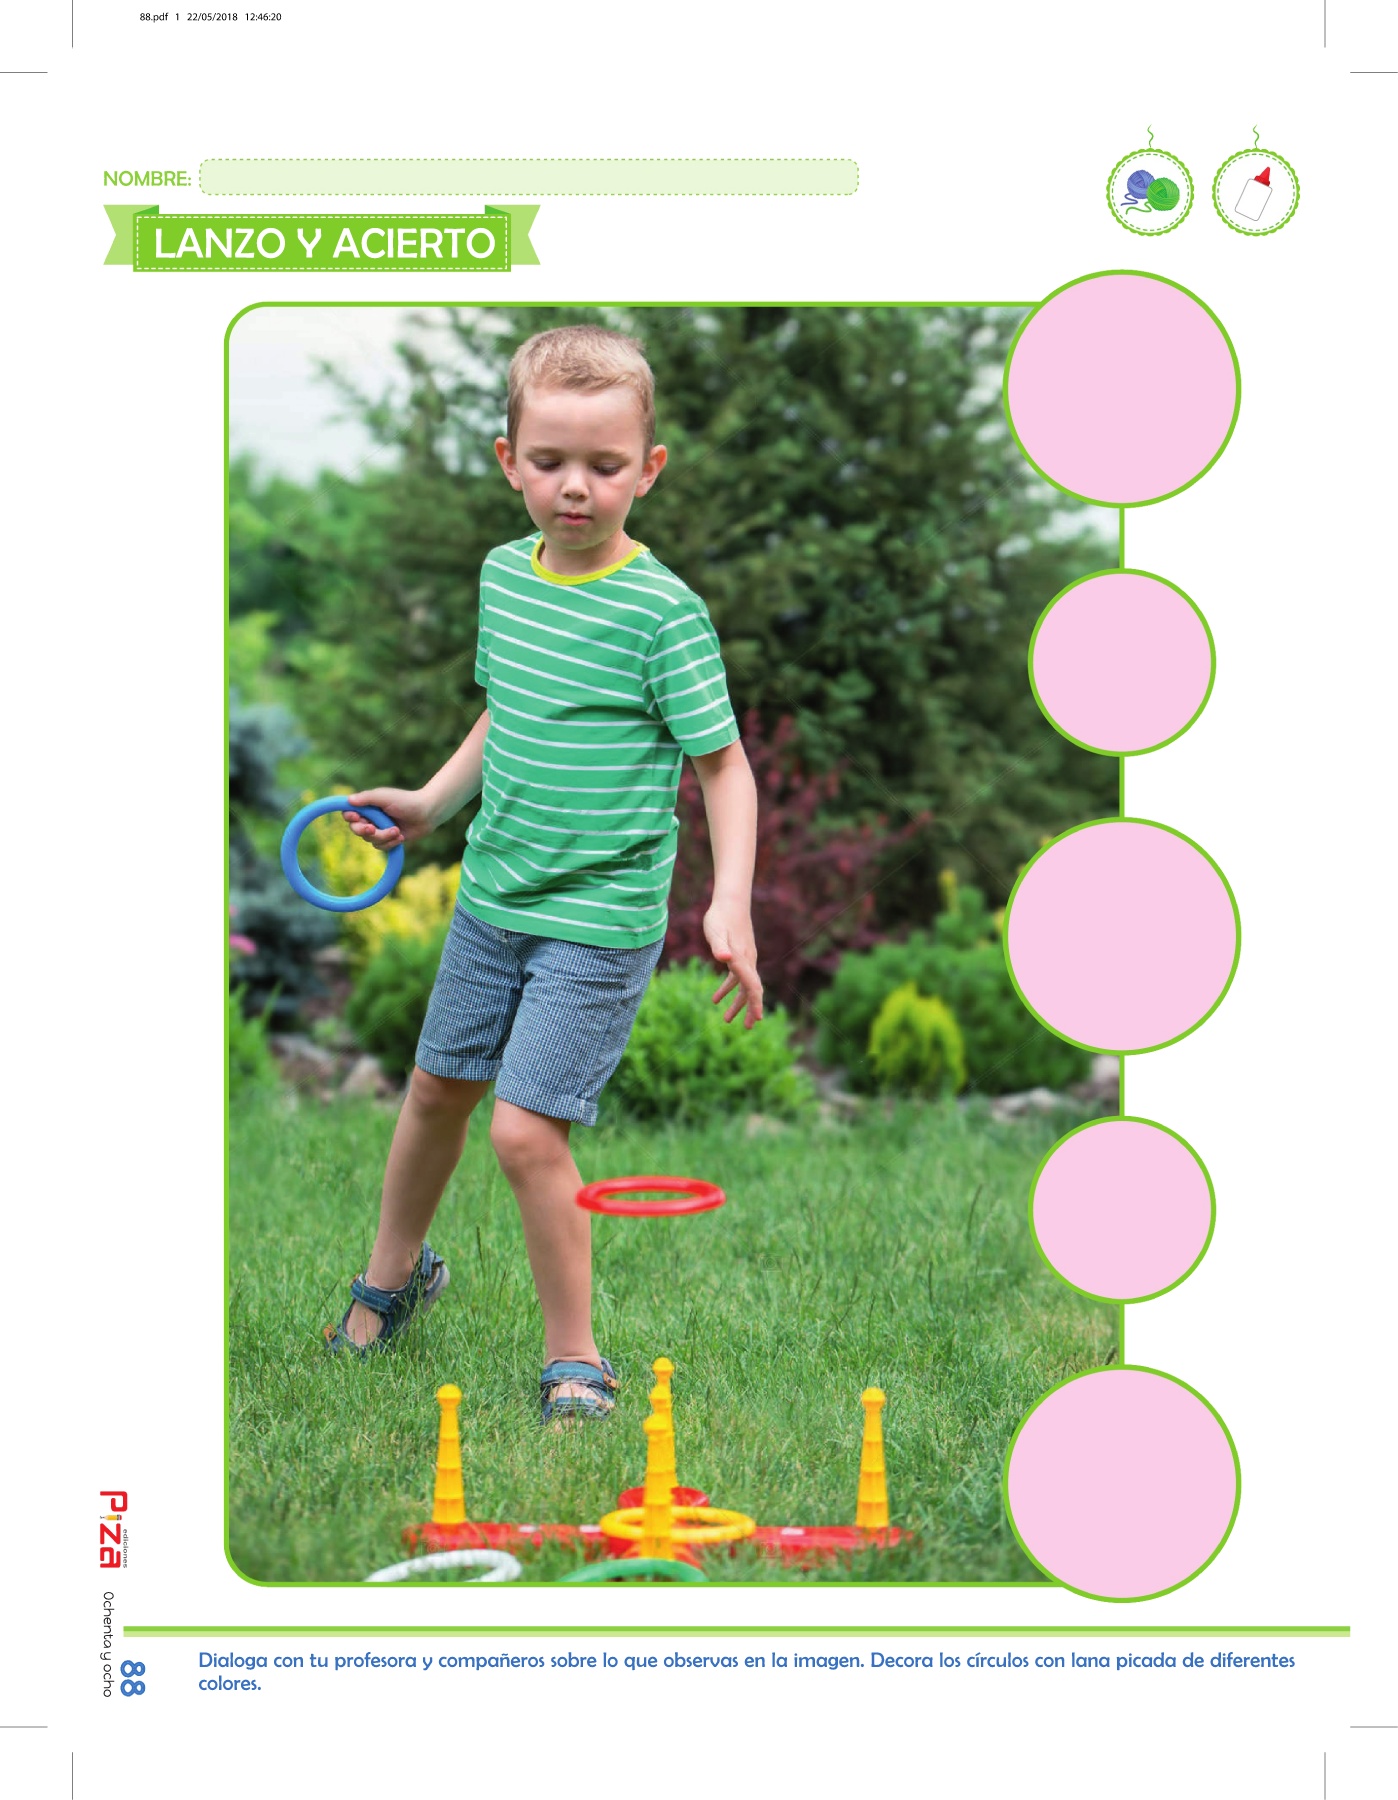 88.pdf 1 22/05/2018 12:46:20
NOMBRE:
LANZO Y ACIERTO
Piza
ediciones
Ochenta y ocho
88
Dialoga con tu profesora y compañeros sobre lo que observas en la imagen. Decora los círculos con lana picada de diferentes
colores.